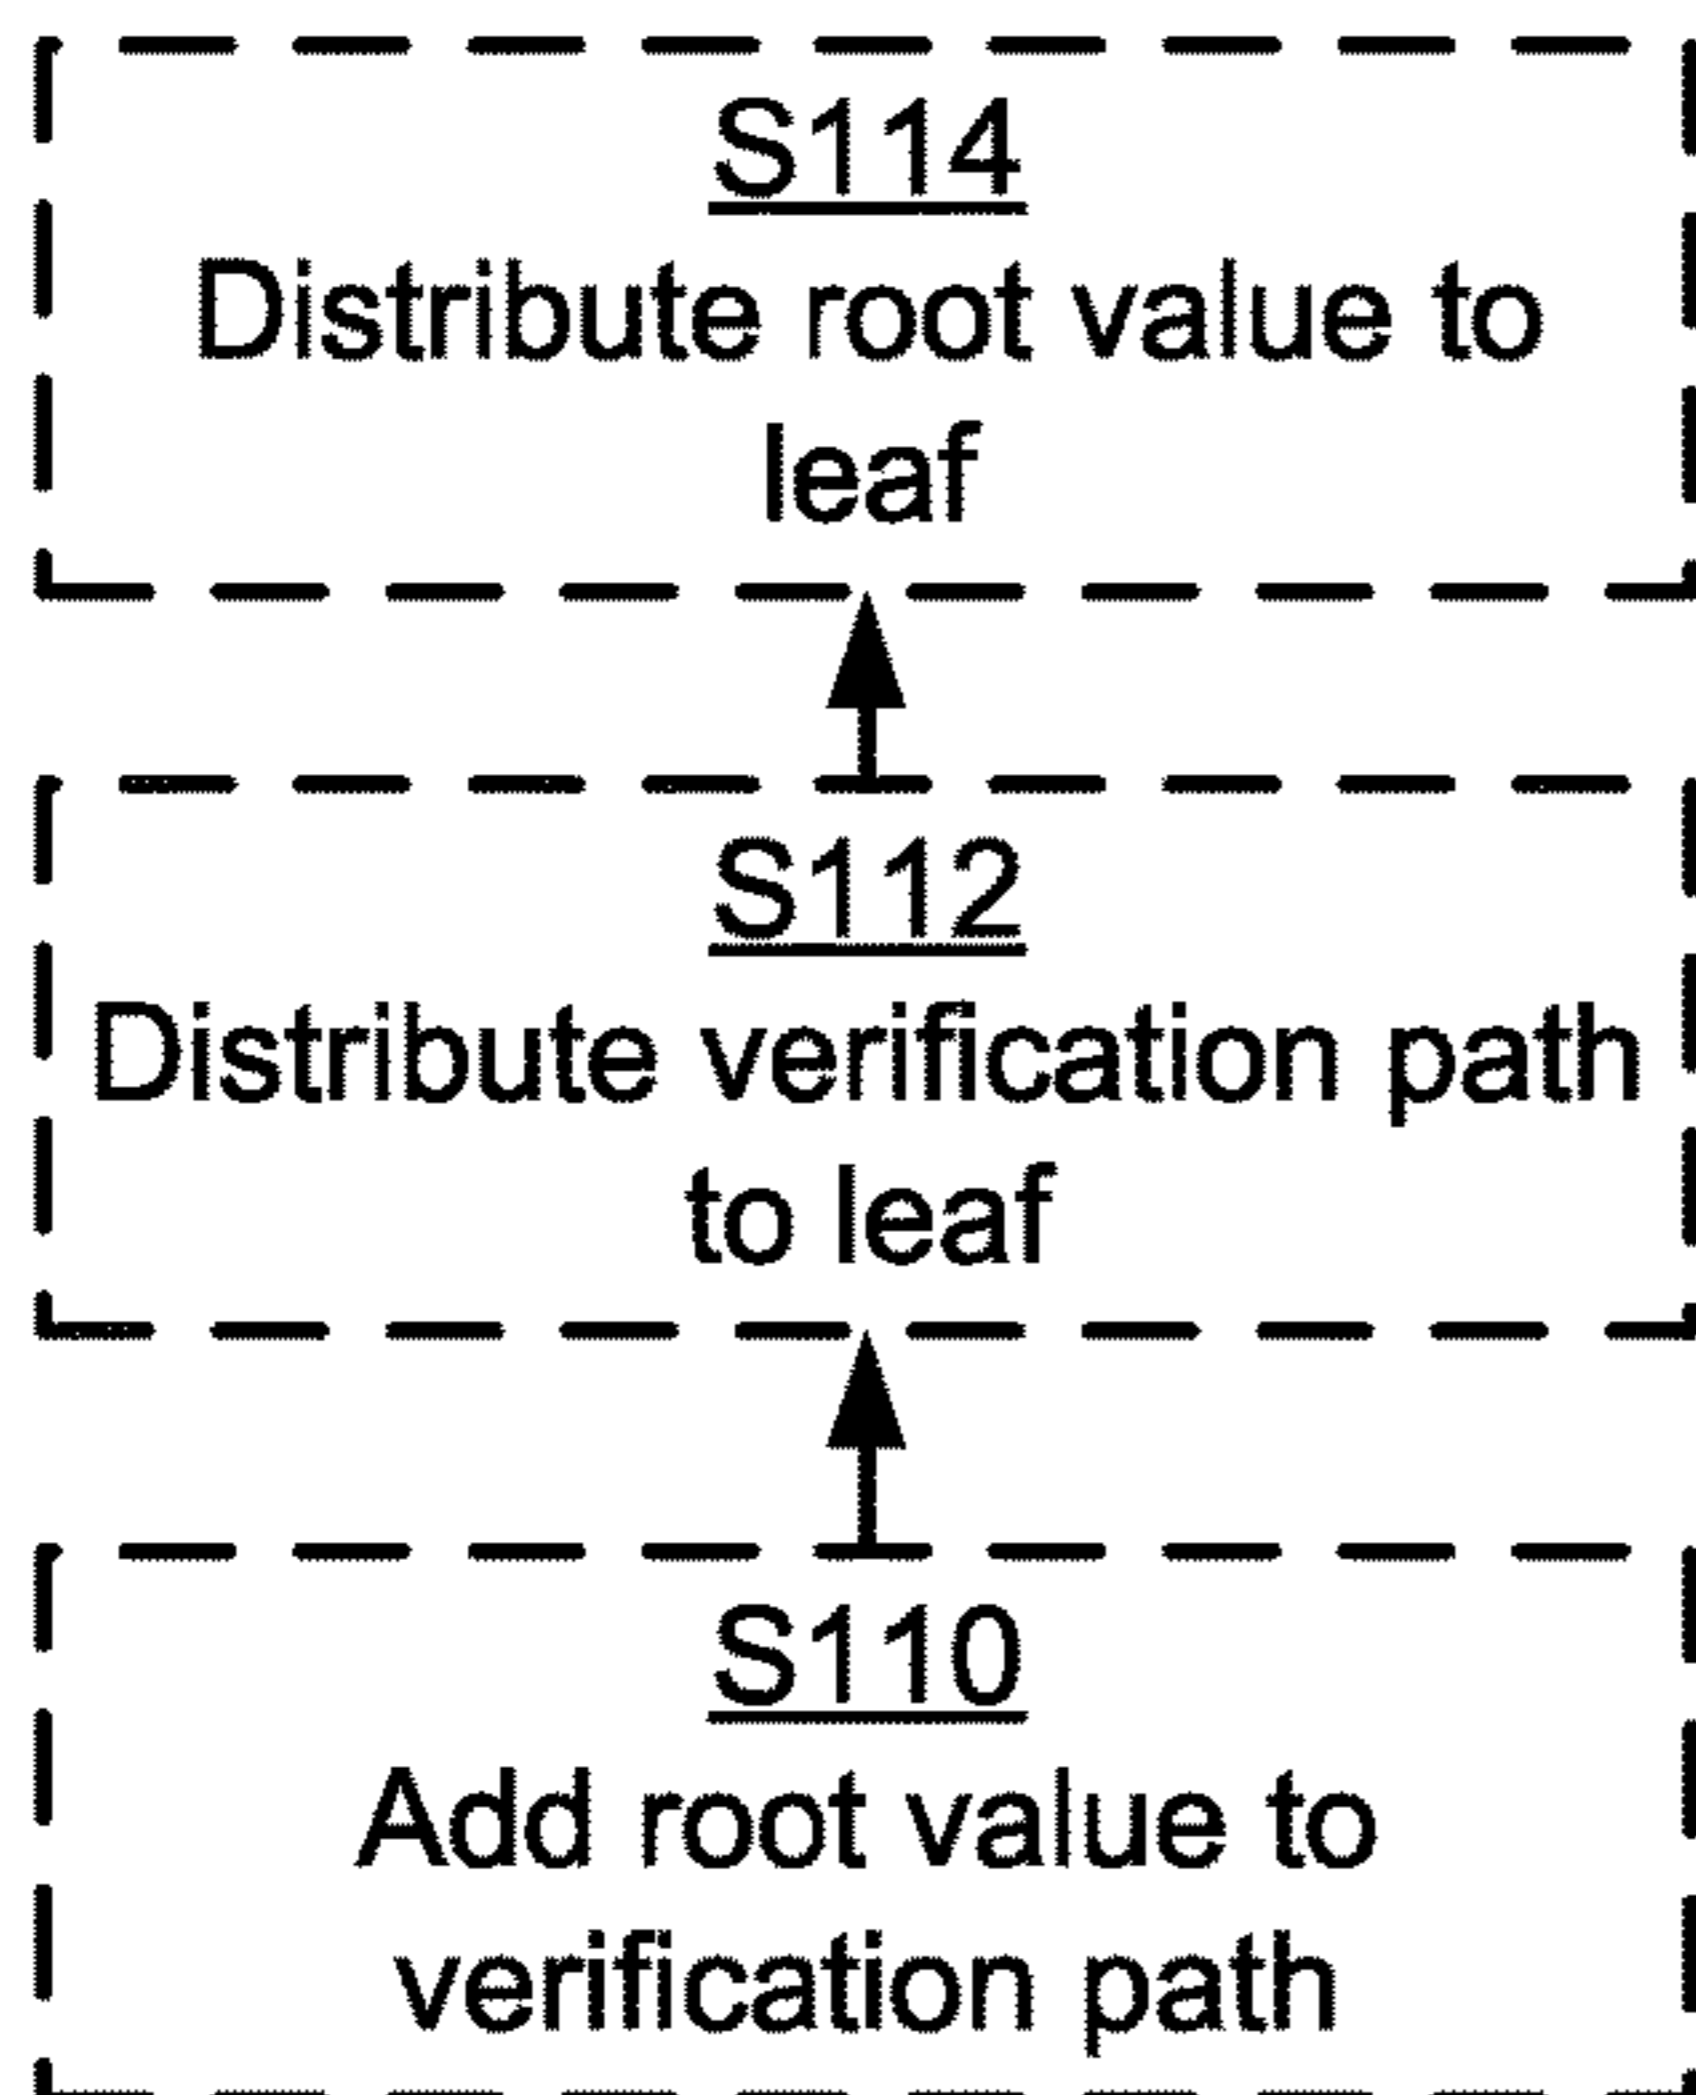 S114
Distribute root value to
leaf
S112
Distribute verification path
to leaf
S110
Add root value to
verification path